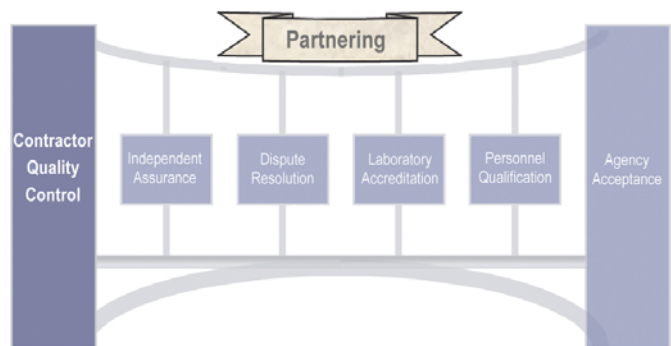 Partnering
Contractor
Quality
Control
Independent
Assurance
Dispute
Resolution
Laboratory
Accreditation
Personnel
Qualification
Agency
Acceptance